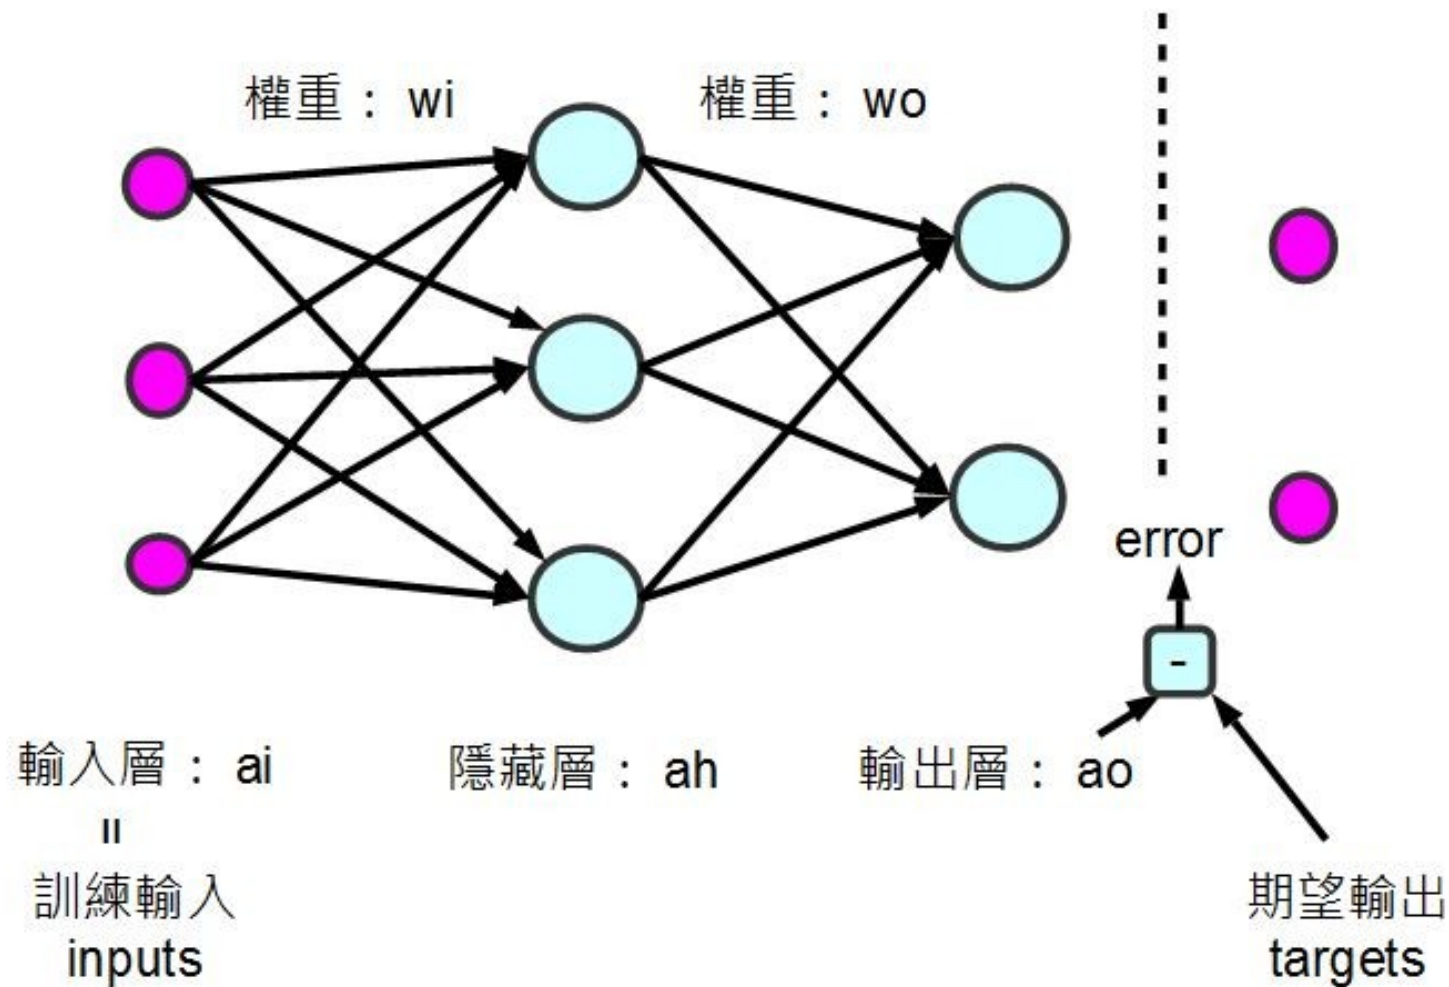 權重： wi
權重： wo
error
-
輸入層： ai
隱藏層： ah
輸出層： ao
=
訓練輸入
inputs
期望輸出
targets